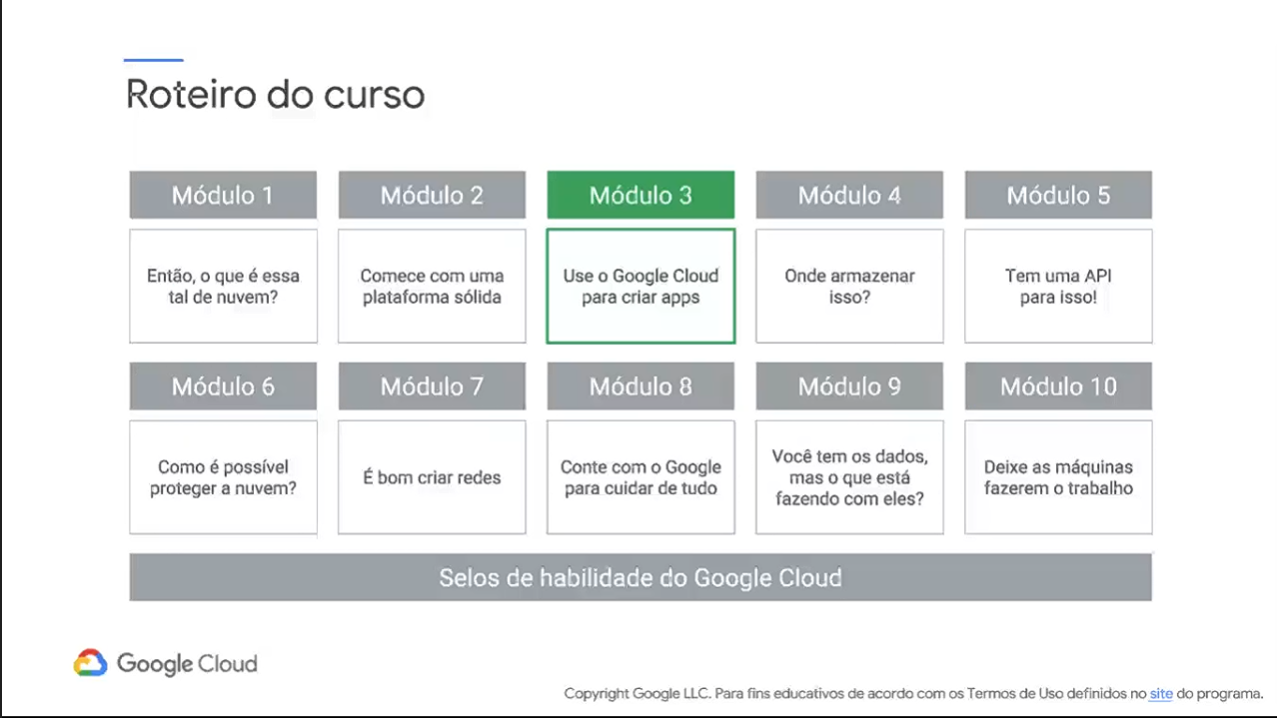 Roteiro do curso
Módulo 1
Módulo 2
Módulo 3
Módulo 4
Módulo 5
Então, o que é essa
tal de nuvem?
Comece com uma
plataforma sólida
Use o Google Cloud
para criar apps
Onde armazenar
isso?
Tem uma API
para isso!
Módulo 6
Módulo 7
Módulo 8
Módulo 9
Módulo 10
Como é possível
proteger a nuvem?
É bom criar redes
Conte com o Google
para cuidar de tudo
Você tem os dados,
mas o que está
fazendo com eles?
Deixe as máquinas
fazerem o trabalho
Selos de habilidade do Google Cloud
Google Cloud
Copyright Google LLC. Para fins educativos de acordo com os Termos de Uso definidos no site do programa.